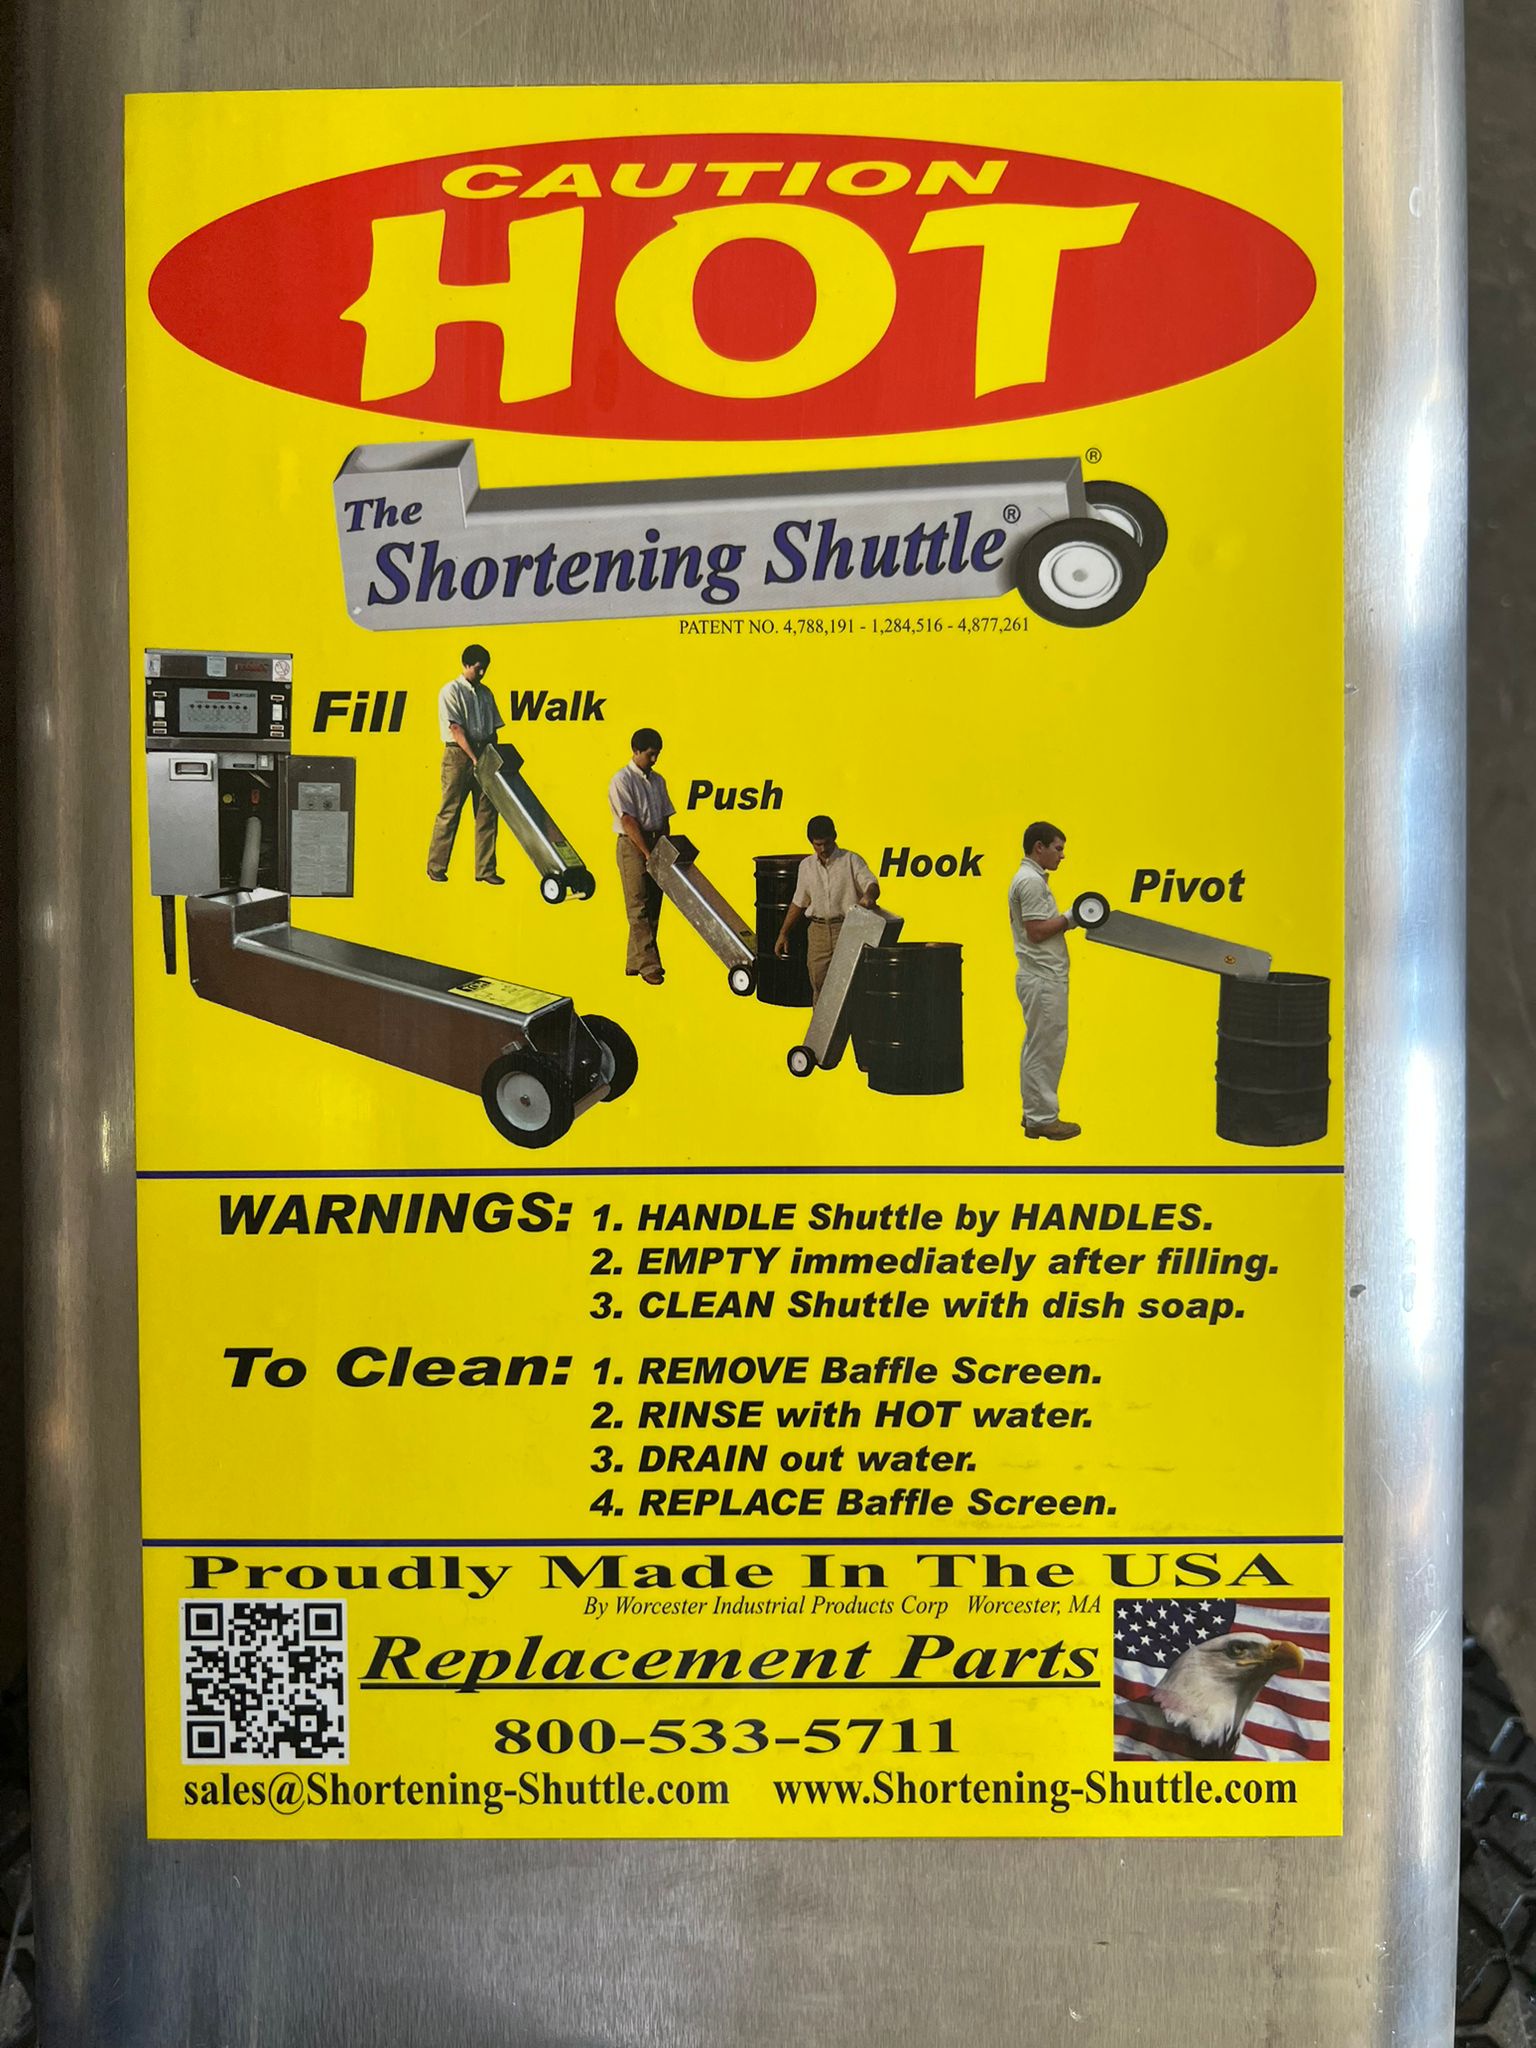 CAUTION
HOT
The
Shortening Shuttle®
®
PATENT NO. 4,788,191 - 1,284,516 - 4,877,261
Fill
Walk
Push
Hook
Pivot
WARNINGS: 1. HANDLE Shuttle by HANDLES.
2. EMPTY immediately after filling.
3. CLEAN Shuttle with dish soap.
To Clean: 1. REMOVE Baffle Screen.
2. RINSE with HOT water.
3. DRAIN out water.
4. REPLACE Baffle Screen.
Proudly Made In The USA
By Worcester Industrial Products Corp Worcester, MA
Replacement Parts
800-533-5711
sales@Shortening-Shuttle.com www.Shortening-Shuttle.com